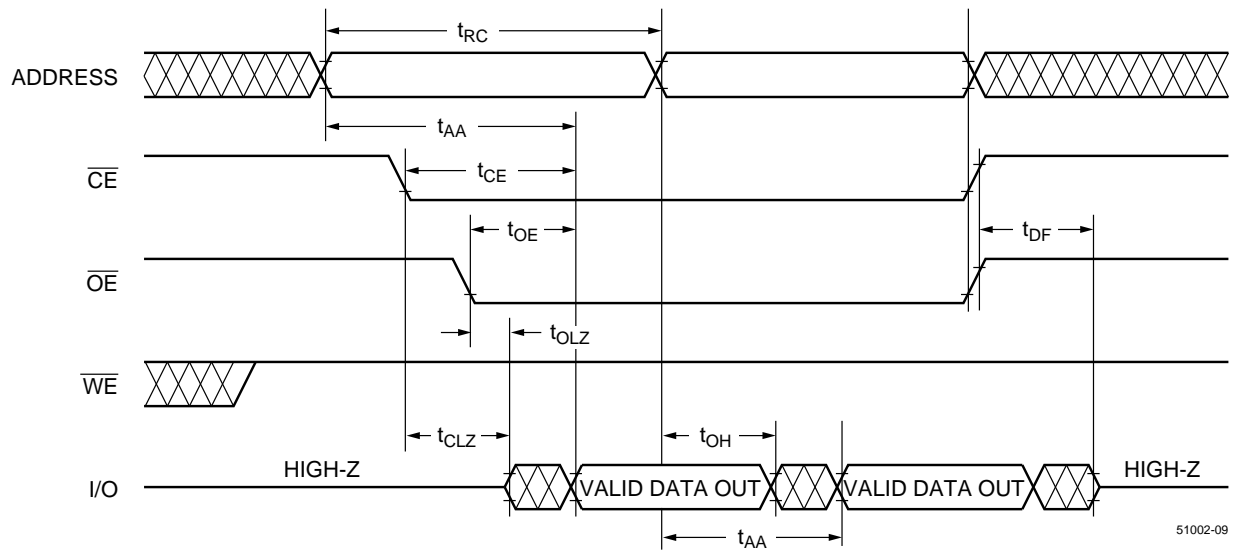 tRC
ADDRESS
tAA
CE
tCE
tOE
tDF
OE
tOLZ
WE
tCLZ
tOH
HIGH-Z
HIGH-Z
I/O
VALID DATA OUT
VALID DATA OUT
tAA
51002-09